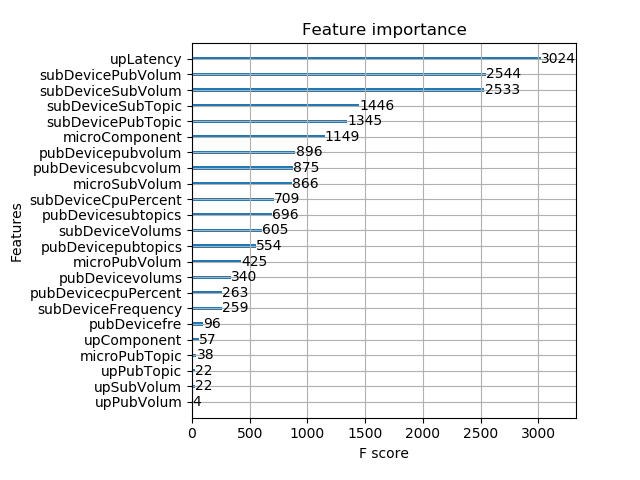 Feature importance
upLatency 3024
subDevicePubVolum 2544
subDeviceSubVolum 2533
subDeviceSubTopic 1446
subDevicePubTopic 1345
microComponent 1149
pubDevicepubvolum 896
pubDevicesubcvolum 875
microSubVolum 866
subDeviceCpuPercent 709
pubDevicesubtopics 696
subDeviceVolums 605
pubDevicepubtopics 554
microPubVolum 425
pubDevicevolums 340
pubDevicecpuPercent 263
subDeviceFrequency 259
pubDevicefre 96
upComponent 57
microPubTopic 38
upPubTopic 22
upSubVolum 22
upPubVolum 4
Features
0 500 1000 1500 2000 2500 3000
F score